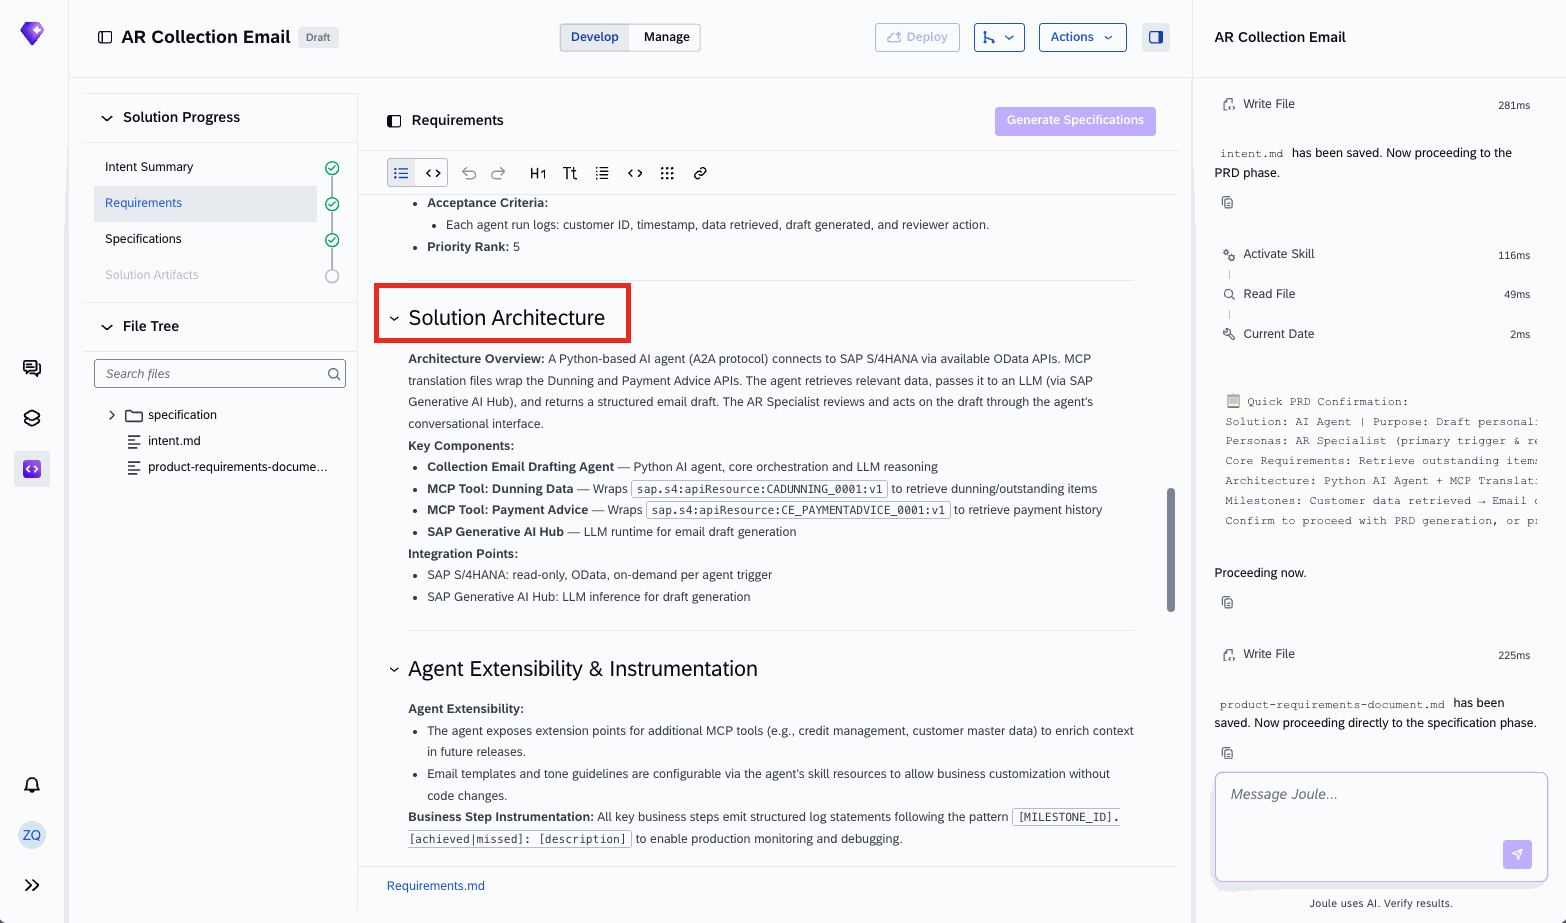 AR Collection Email
Draft
Develop
Manage
Deploy
Actions
AR Collection Email
Solution Progress
Intent Summary
Requirements
Specifications
Solution Artifacts
File Tree
Search files
specification
intent.md
product-requirements-docume...
ZQ
Requirements
Generate Specifications
H1
Tt
Acceptance Criteria:
Each agent run logs: customer ID, timestamp, data retrieved, draft generated, and reviewer action.
Priority Rank: 5
Solution Architecture
Architecture Overview: A Python-based AI agent (A2A protocol) connects to SAP S/4HANA via available OData APIs. MCP
translation files wrap the Dunning and Payment Advice APIs. The agent retrieves relevant data, passes it to an LLM (via SAP
Generative AI Hub), and returns a structured email draft. The AR Specialist reviews and acts on the draft through the agent's
conversational interface.
Key Components:
Collection Email Drafting Agent — Python AI agent, core orchestration and LLM reasoning
MCP Tool: Dunning Data — Wraps sap.s4:apiResource:CADUNNING_0001:v1 to retrieve dunning/outstanding items
MCP Tool: Payment Advice — Wraps sap.s4:apiResource:CE_PAYMENTADVICE_0001:v1 to retrieve payment history
SAP Generative AI Hub — LLM runtime for email draft generation
Integration Points:
SAP S/4HANA: read-only, OData, on-demand per agent trigger
SAP Generative AI Hub: LLM inference for draft generation
Agent Extensibility & Instrumentation
Agent Extensibility:
The agent exposes extension points for additional MCP tools (e.g., credit management, customer master data) to enrich context
in future releases.
Email templates and tone guidelines are configurable via the agent's skill resources to allow business customization without
code changes.
Business Step Instrumentation: All key business steps emit structured log statements following the pattern [MILESTONE_ID].
[achieved|missed]: [description] to enable production monitoring and debugging.
Requirements.md
Write File 281ms
intent.md has been saved. Now proceeding to the
PRD phase.
Activate Skill 116ms
Read File 49ms
Current Date 2ms
Quick PRD Confirmation:
Solution: AI Agent | Purpose: Draft personali
Personas: AR Specialist (primary trigger & re
Core Requirements: Retrieve outstanding items
Architecture: Python AI Agent + MCP Translati
Milestones: Customer data retrieved → Email d
Confirm to proceed with PRD generation, or pr
Proceeding now.
Write File 225ms
product-requirements-document.md has been
saved. Now proceeding directly to the specification phase.
Message Joule...
Joule uses AI. Verify results.